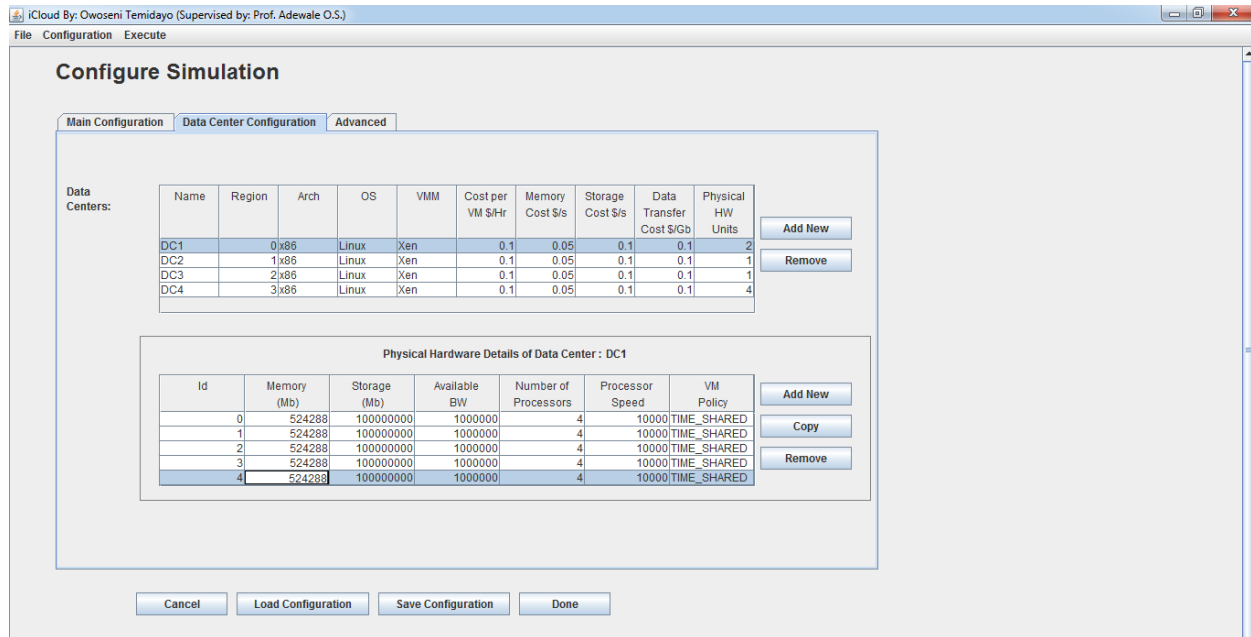 iCloud By: Owoseni Temidayo (Supervised by: Prof. Adewale O.S.)
File Configuration Execute
Configure Simulation
Main Configuration Data Center Configuration Advanced
Data Centers:
Name Region Arch OS VMM Cost per VM $/Hr Memory Cost $/s Storage Cost $/s Data Transfer Cost $/Gb Physical HW Units
DC1 0 x86 Linux Xen 0.1 0.05 0.1 0.1 2
DC2 1 x86 Linux Xen 0.1 0.05 0.1 0.1 1
DC3 2 x86 Linux Xen 0.1 0.05 0.1 0.1 1
DC4 3 x86 Linux Xen 0.1 0.05 0.1 0.1 4
Add New
Remove
Physical Hardware Details of Data Center : DC1
Id Memory (Mb) Storage (Mb) Available BW Number of Processors Processor Speed VM Policy
0 524288 100000000 1000000 4 10000 TIME_SHARED
1 524288 100000000 1000000 4 10000 TIME_SHARED
2 524288 100000000 1000000 4 10000 TIME_SHARED
3 524288 100000000 1000000 4 10000 TIME_SHARED
4 524288 100000000 1000000 4 10000 TIME_SHARED
Add New
Copy
Remove
Cancel Load Configuration Save Configuration Done